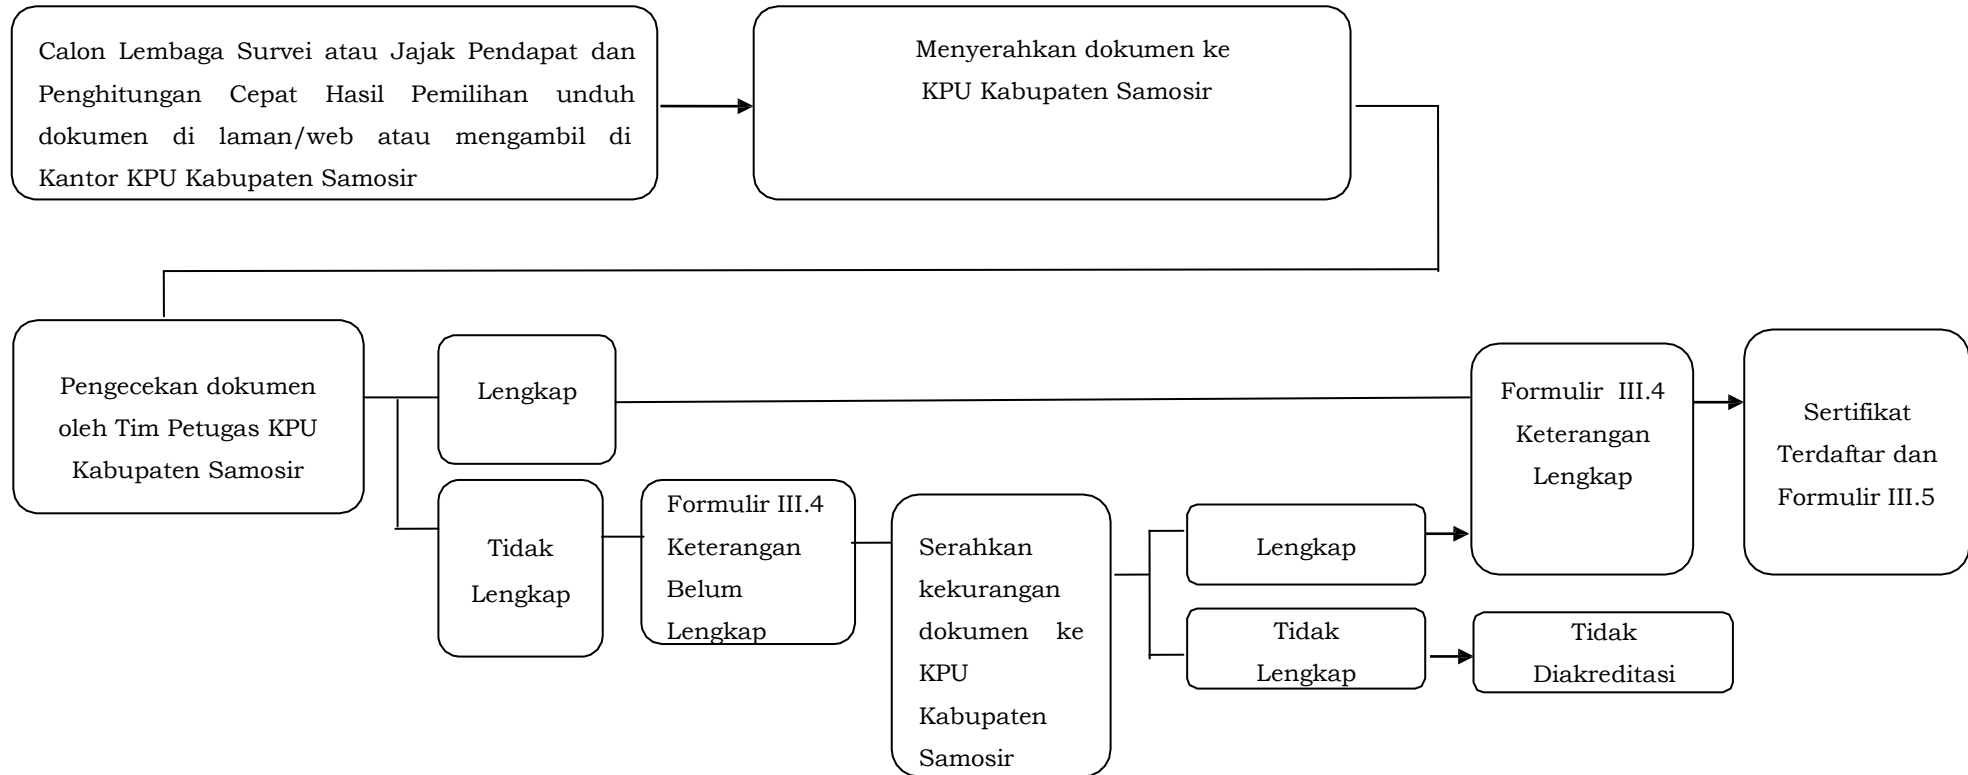 Calon Lembaga Survei atau Jajak Pendapat dan
Penghitungan Cepat Hasil Pemilihan unduh
dokumen di laman/web atau mengambil di
Kantor KPU Kabupaten Samosir
Menyerahkan dokumen ke
KPU Kabupaten Samosir
Pengecekan dokumen
oleh Tim Petugas KPU
Kabupaten Samosir
Lengkap
Tidak
Lengkap
Formulir III.4
Keterangan
Belum
Lengkap
Serahkan
kekurangan
dokumen ke
KPU
Kabupaten
Samosir
Lengkap
Tidak
Lengkap
Formulir III.4
Keterangan
Lengkap
Sertifikat
Terdaftar dan
Formulir III.5
Tidak
Diakreditasi